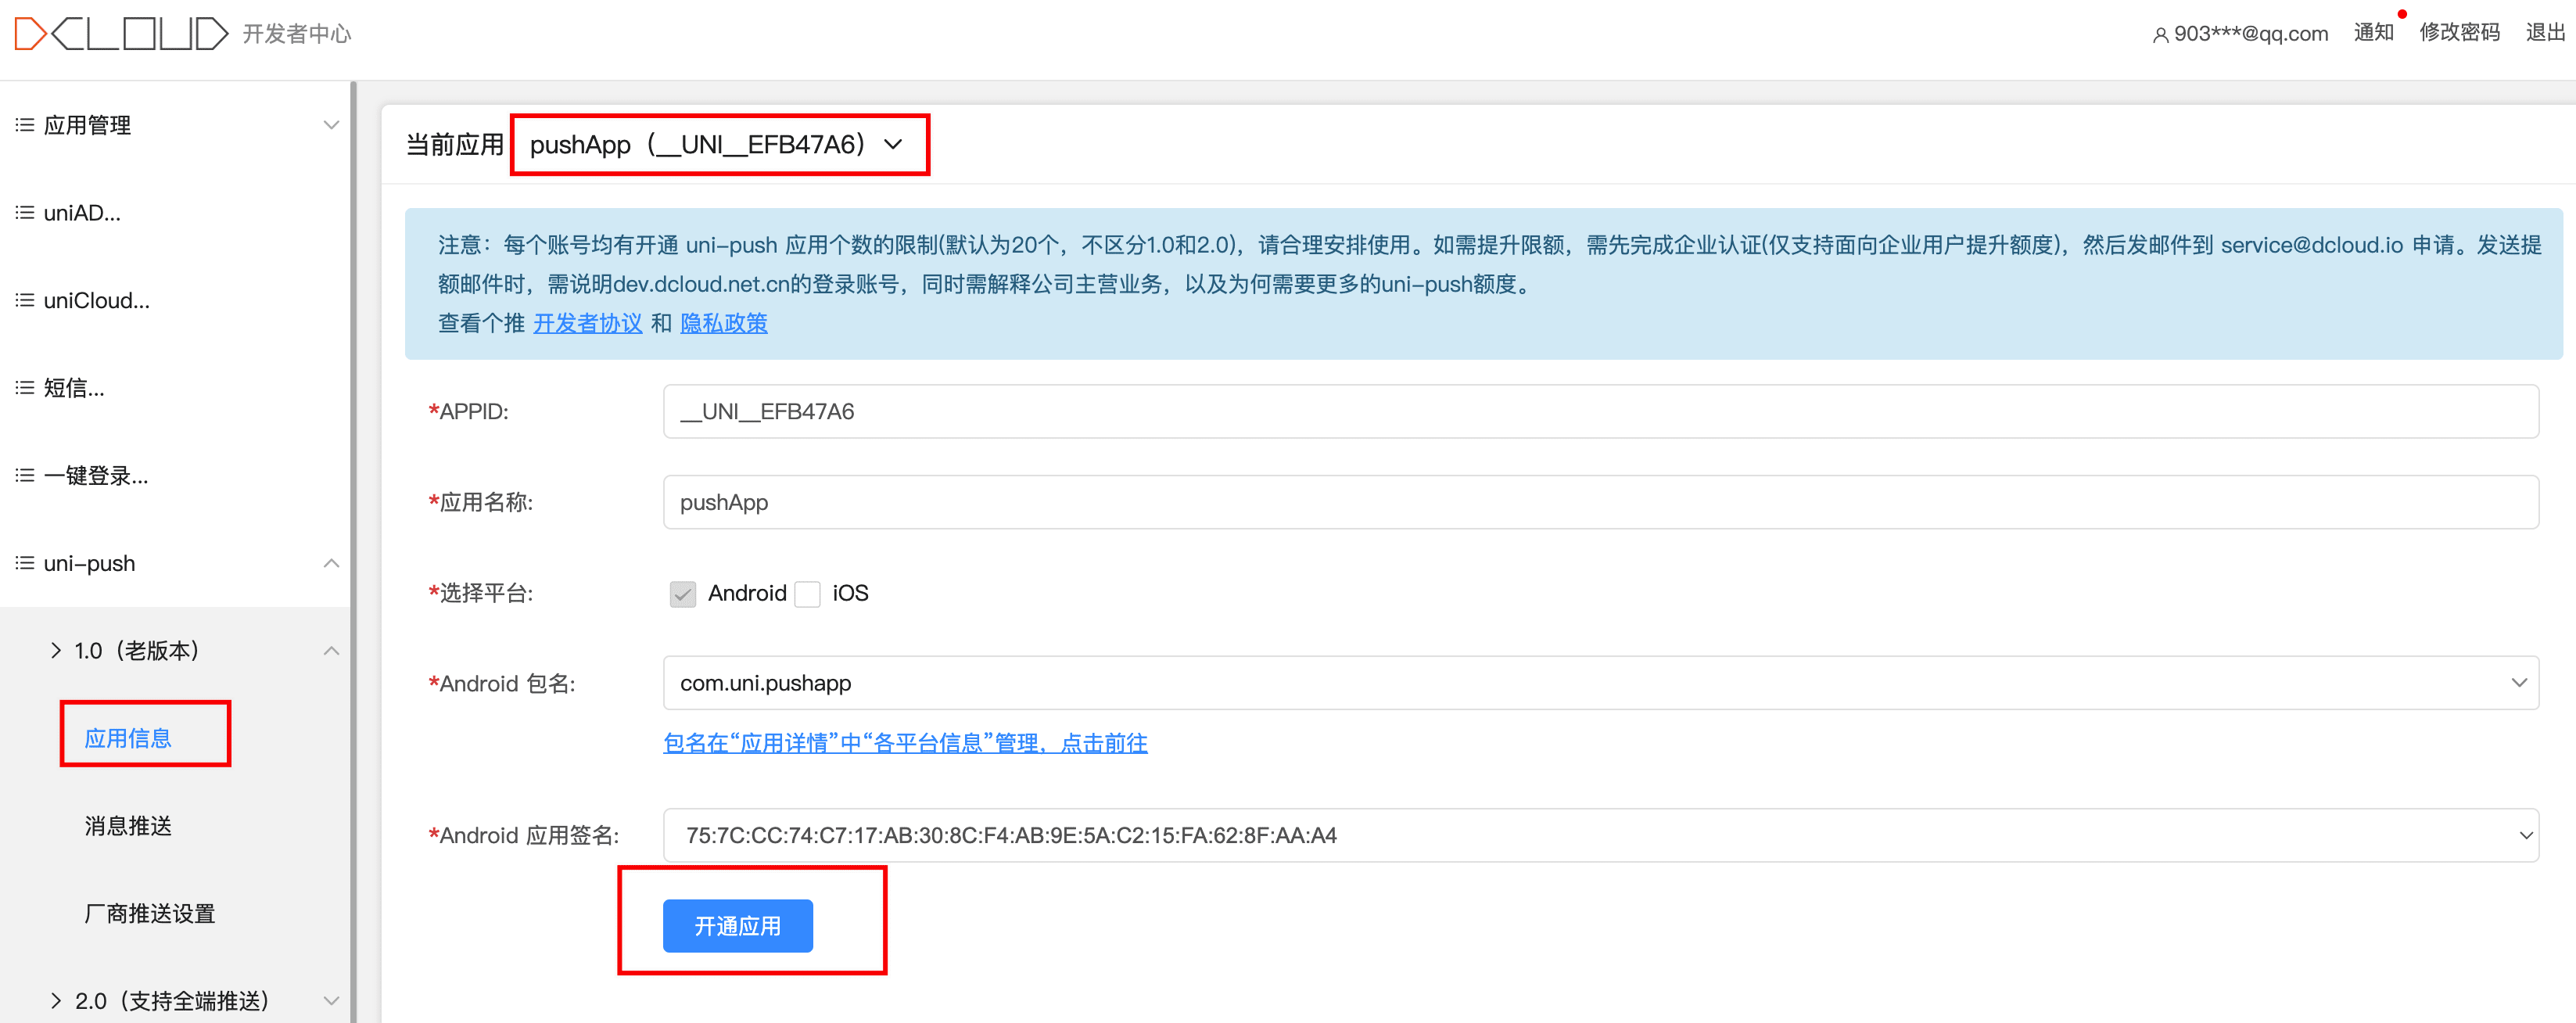 DCLOUD 开发者中心
903***@qq.com 通知 修改密码 退出
应用管理
uniAD...
uniCloud...
短信...
一键登录...
uni-push
1.0（老版本）
应用信息
消息推送
厂商推送设置
2.0（支持全端推送）
当前应用 pushApp（__UNI__EFB47A6）
注意：每个账号均有开通 uni-push 应用个数的限制(默认为20个，不区分1.0和2.0)，请合理安排使用。如需提升限额，需先完成企业认证(仅支持面向企业用户提升额度)，然后发邮件到 service@dcloud.io 申请。发送提
额邮件时，需说明dev.dcloud.net.cn的登录账号，同时需解释公司主营业务，以及为何需要更多的uni-push额度。
查看个推 开发者协议 和 隐私政策
*APPID: __UNI__EFB47A6
*应用名称: pushApp
*选择平台: Android iOS
*Android 包名: com.uni.pushapp
包名在“应用详情”中“各平台信息”管理，点击前往
*Android 应用签名: 75:7C:CC:74:C7:17:AB:30:8C:F4:AB:9E:5A:C2:15:FA:62:8F:AA:A4
开通应用